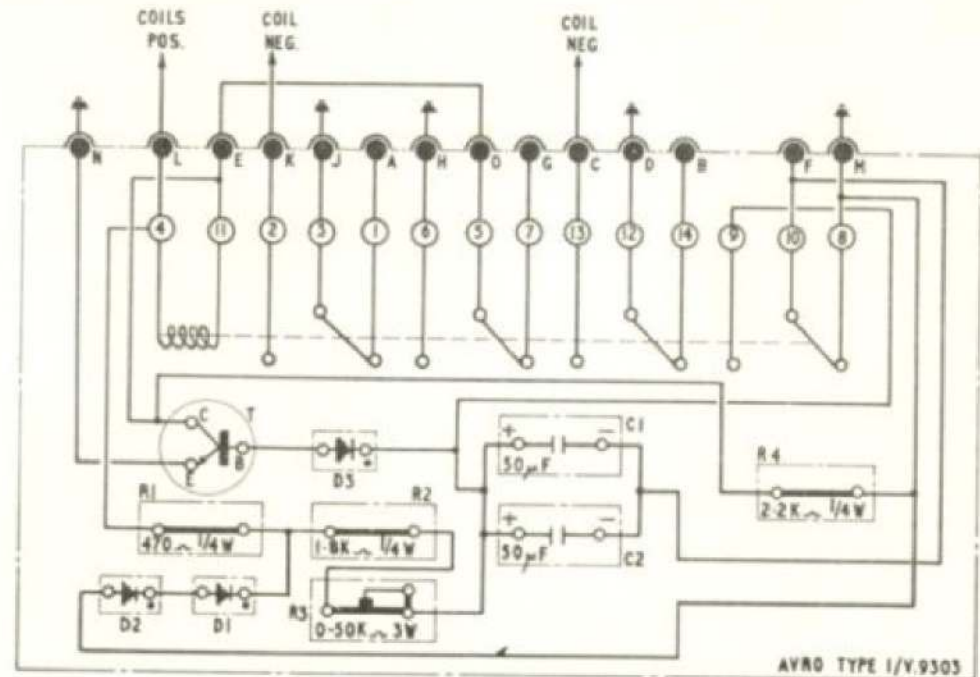 COILS POS.
COIL NEG.
COIL NEG
N L E K J A H O G C D B F M
4 11 2 3 1 6 5 7 13 12 14 9 10 8
C T
E B
D3
+ − C1
50µF
+ − C2
50µF
R4
2·2K⌢ 1/4W
R1
470⌢ 1/4W
R2
1·8K⌢ 1/4W
D2 D1
R3
0-50K⌢ 3W
AVRO TYPE I/V.9303